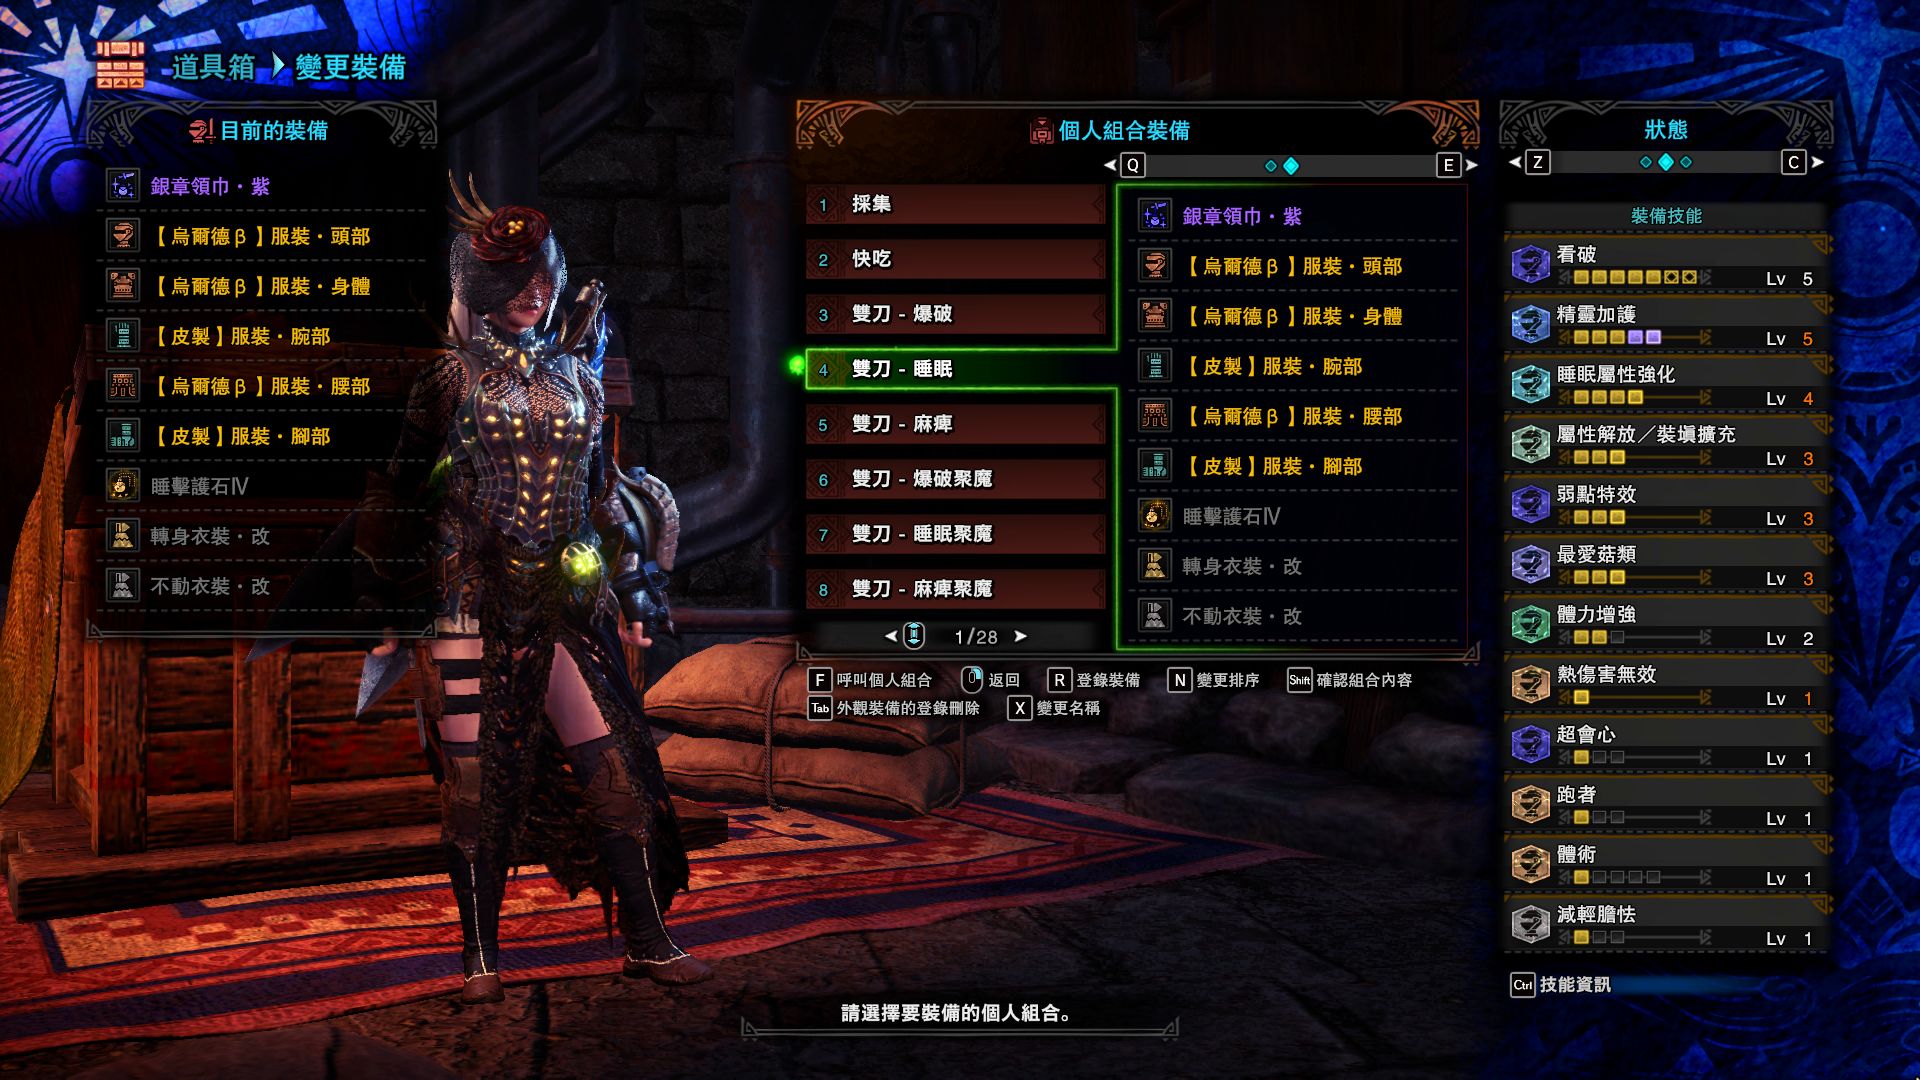 道具箱 變更裝備
目前的裝備
銀章領巾・紫
【烏爾德β】服裝・頭部
【烏爾德β】服裝・身體
【皮製】服裝・腕部
【烏爾德β】服裝・腰部
【皮製】服裝・腳部
睡擊護石Ⅳ
轉身衣裝・改
不動衣裝・改
個人組合裝備
Q E
1 採集
2 快吃
3 雙刀 - 爆破
4 雙刀 - 睡眠
5 雙刀 - 麻痺
6 雙刀 - 爆破聚魔
7 雙刀 - 睡眠聚魔
8 雙刀 - 麻痺聚魔
1/28
銀章領巾・紫
【烏爾德β】服裝・頭部
【烏爾德β】服裝・身體
【皮製】服裝・腕部
【烏爾德β】服裝・腰部
【皮製】服裝・腳部
睡擊護石Ⅳ
轉身衣裝・改
不動衣裝・改
F 呼叫個人組合 返回 R 登錄裝備 N 變更排序 Shift 確認組合內容
Tab 外觀裝備的登錄刪除 X 變更名稱
狀態
Z C
裝備技能
看破
Lv 5
精靈加護
Lv 5
睡眠屬性強化
Lv 4
屬性解放／裝填擴充
Lv 3
弱點特效
Lv 3
最愛菇類
Lv 3
體力增強
Lv 2
熱傷害無效
Lv 1
超會心
Lv 1
跑者
Lv 1
體術
Lv 1
減輕膽怯
Lv 1
Ctrl 技能資訊
請選擇要裝備的個人組合。